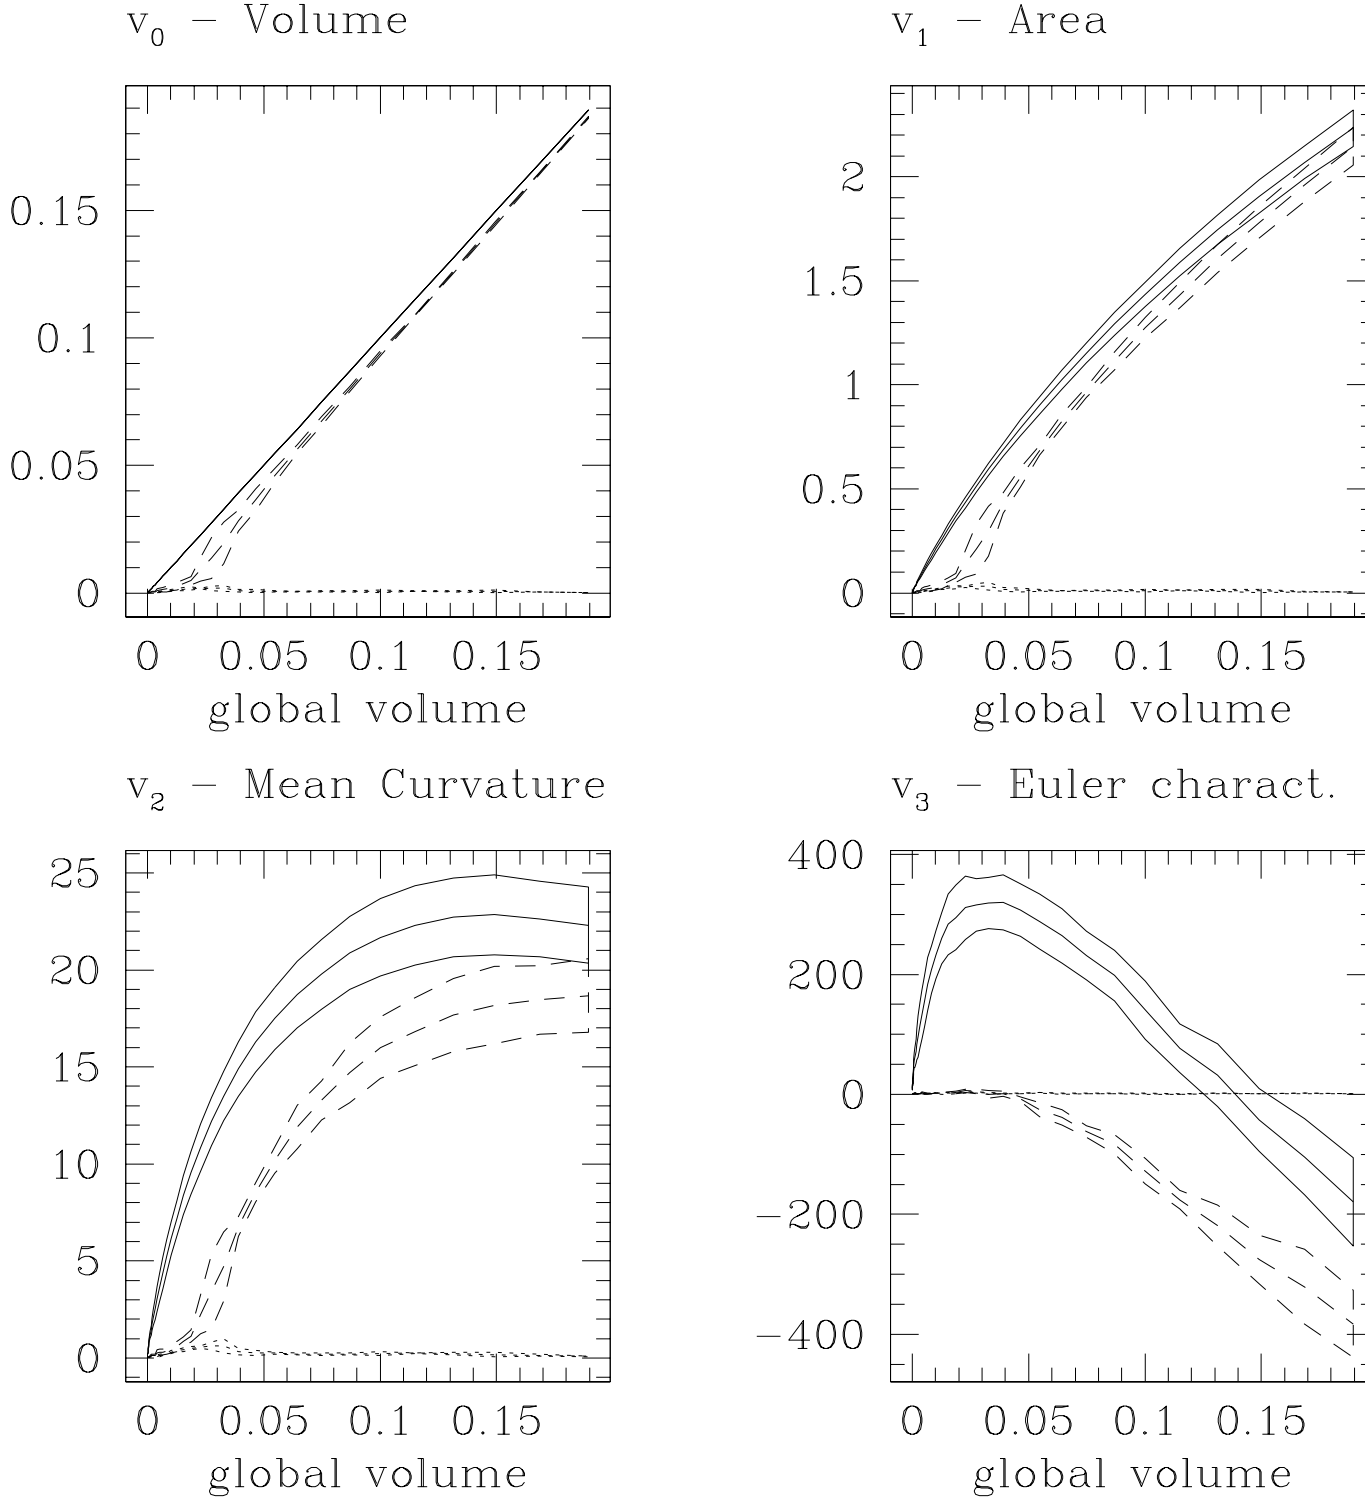 v0 – Volume
0.15
0.1
0.05
0
0 0.05 0.1 0.15
global volume
v1 – Area
2
1.5
1
0.5
0
0 0.05 0.1 0.15
global volume
v2 – Mean Curvature
25
20
15
10
5
0
0 0.05 0.1 0.15
global volume
v3 – Euler charact.
400
200
0
−200
−400
0 0.05 0.1 0.15
global volume